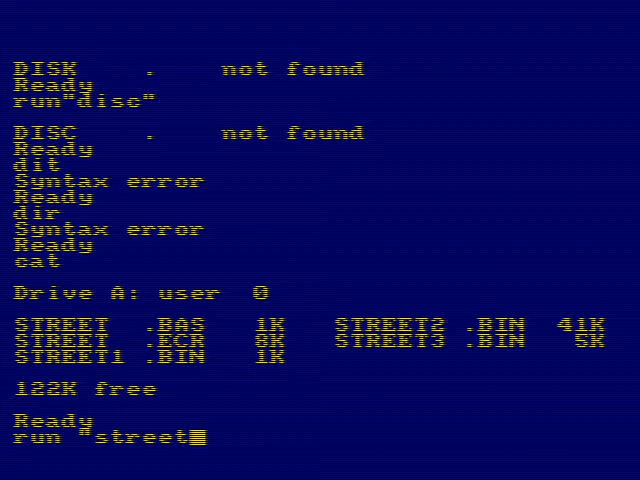 DISK    .    not found
Ready
run"disc"
DISC    .    not found
Ready
dit
Syntax error
Ready
dir
Syntax error
Ready
cat
Drive A: user  0
STREET  .BAS   1K   STREET2 .BIN  41K
STREET  .ECR   8K   STREET3 .BIN   5K
STREET1 .BIN   1K
122K free
Ready
run "street